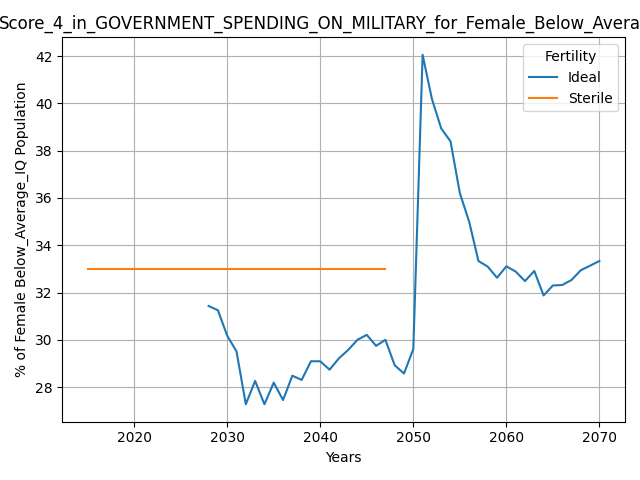 Score_4_in_GOVERNMENT_SPENDING_ON_MILITARY_for_Female_Below_Avera
% of Female Below_Average_IQ Population
42
40
38
36
34
32
30
28
Fertility
Ideal
Sterile
2020 2030 2040 2050 2060 2070
Years